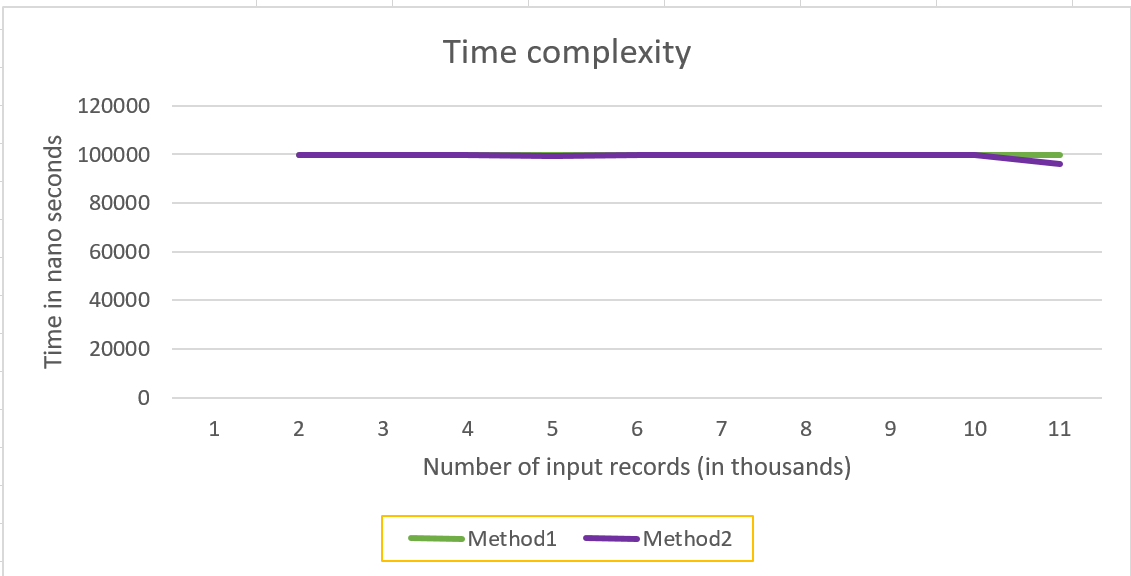 Time complexity
120000
100000
80000
60000
40000
20000
0
Time in nano seconds
1 2 3 4 5 6 7 8 9 10 11
Number of input records (in thousands)
Method1 Method2